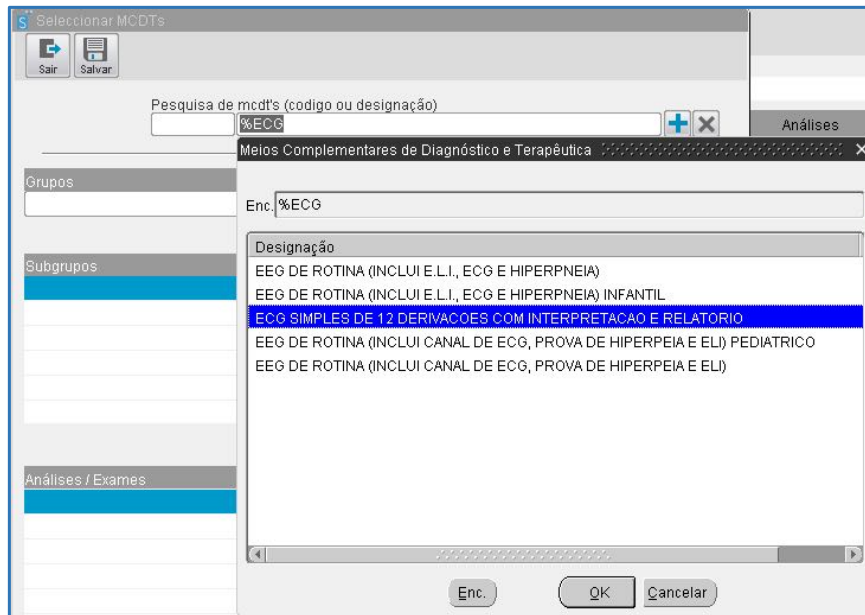 S Seleccionar MCDTs
Sair Salvar
Pesquisa de mcdt's (codigo ou designação)
%ECG
Análises
Meios Complementares de Diagnóstico e Terapêutica
Grupos
Enc. %ECG
Designação
EEG DE ROTINA (INCLUI E.L.I., ECG E HIPERPNEIA)
Subgrupos
EEG DE ROTINA (INCLUI E.L.I., ECG E HIPERPNEIA) INFANTIL
ECG SIMPLES DE 12 DERIVACOES COM INTERPRETACAO E RELATORIO
EEG DE ROTINA (INCLUI CANAL DE ECG, PROVA DE HIPERPEIA E ELI) PEDIATRICO
EEG DE ROTINA (INCLUI CANAL DE ECG, PROVA DE HIPERPEIA E ELI)
Análises / Exames
Enc. OK Cancelar